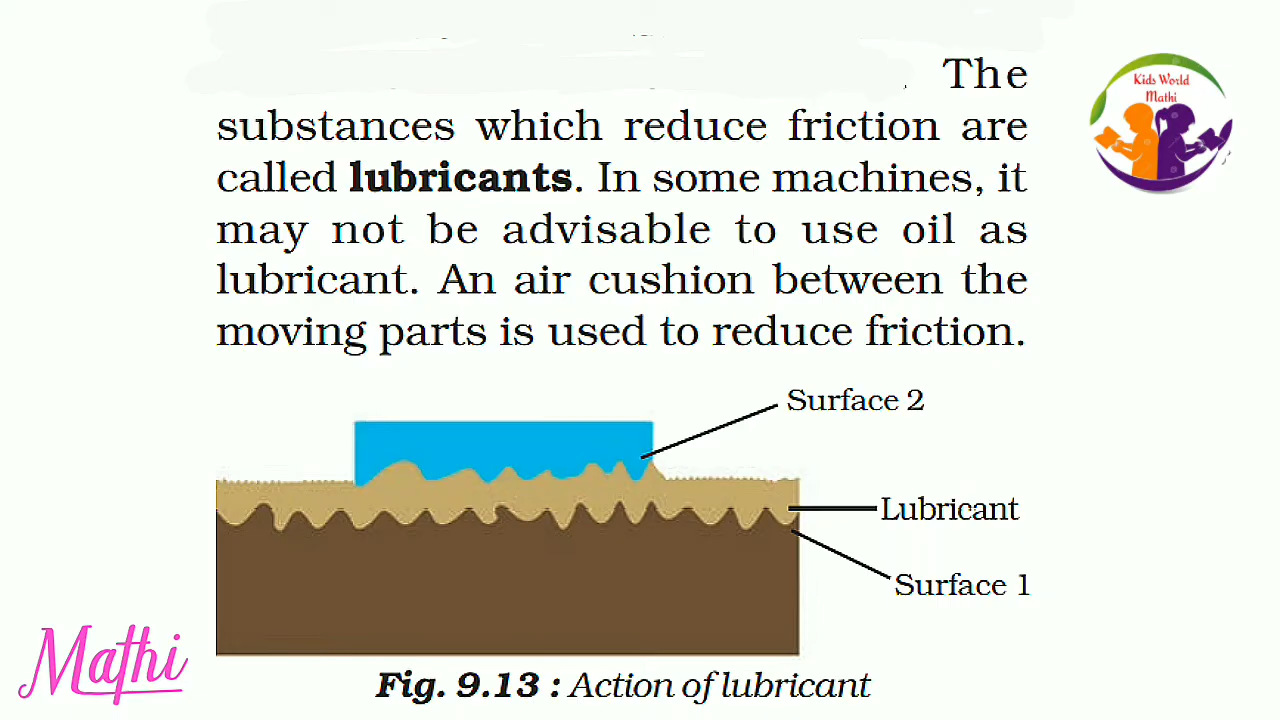 The
substances which reduce friction are
called lubricants. In some machines, it
may not be advisable to use oil as
lubricant. An air cushion between the
moving parts is used to reduce friction.
Kids World
Mathi
Surface 2
Lubricant
Surface 1
Fig. 9.13 : Action of lubricant
Mathi